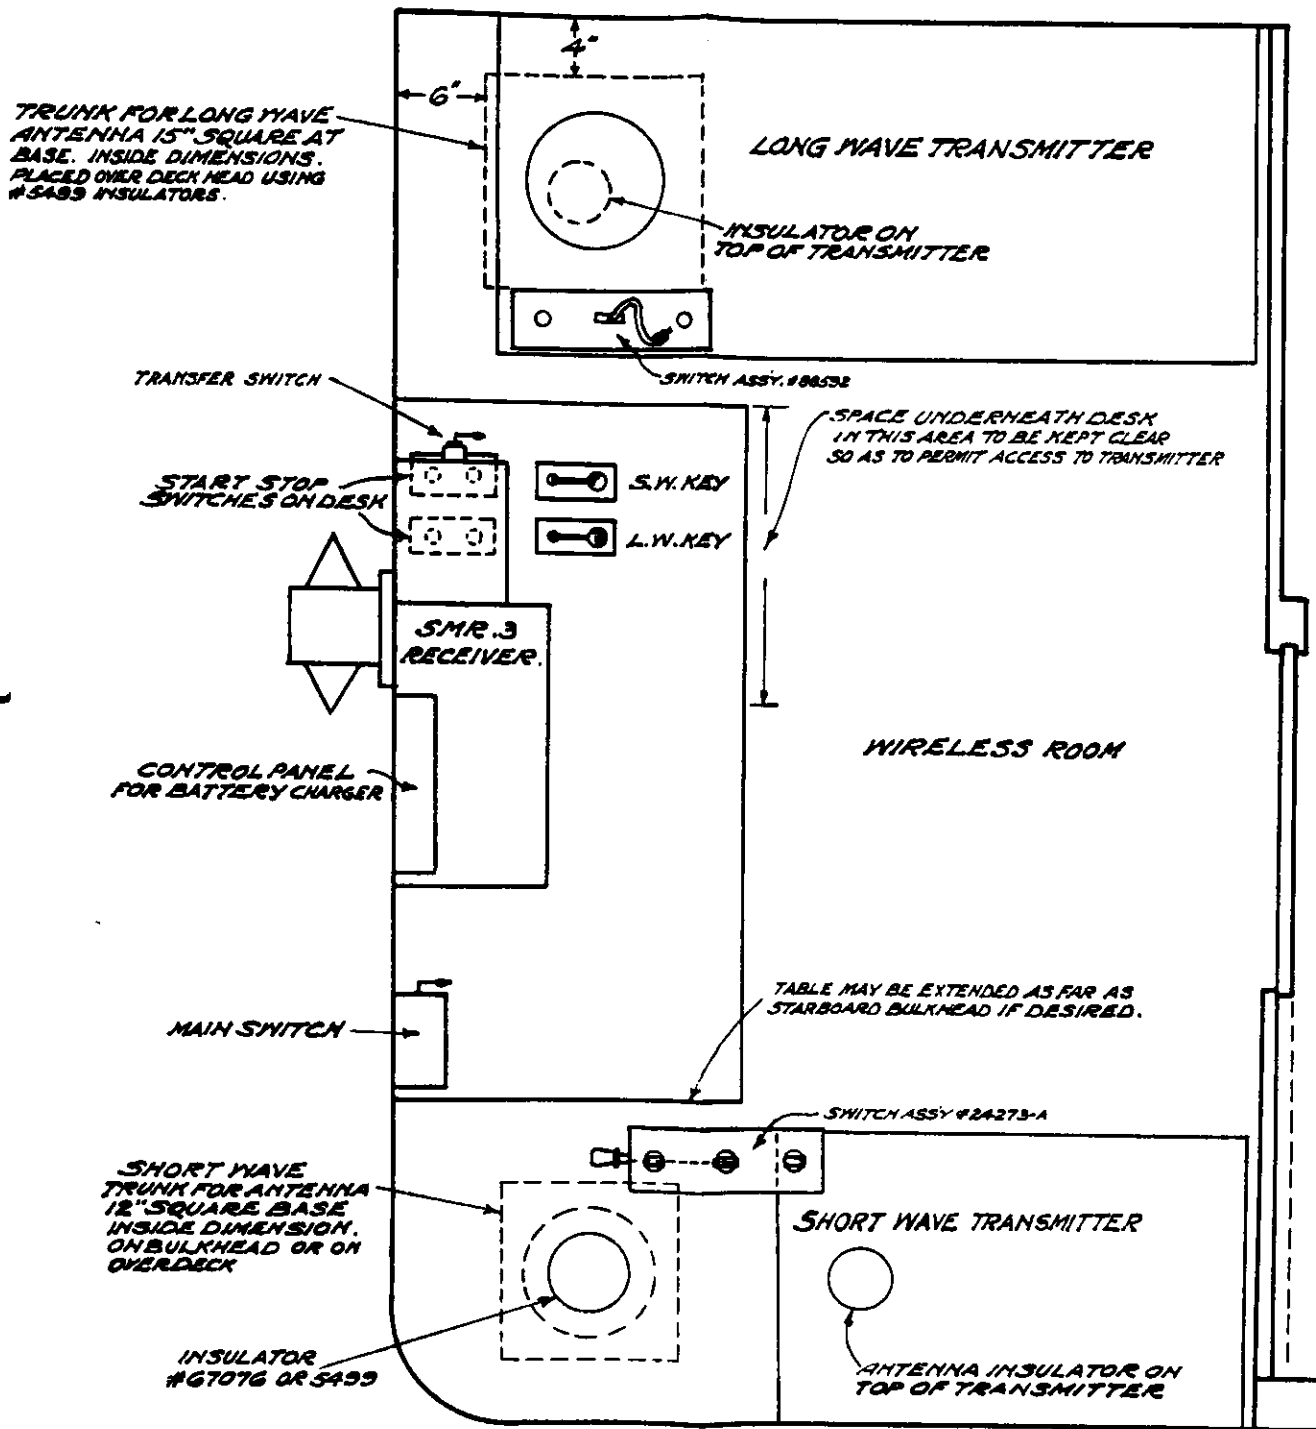 4"
6"
TRUNK FOR LONG WAVE
ANTENNA 15" SQUARE AT
BASE. INSIDE DIMENSIONS.
PLACED OVER DECK HEAD USING
#5499 INSULATORS.
LONG WAVE TRANSMITTER
INSULATOR ON
TOP OF TRANSMITTER
SWITCH ASSY. #88592
TRANSFER SWITCH
SPACE UNDERNEATH DESK
IN THIS AREA TO BE KEPT CLEAR
SO AS TO PERMIT ACCESS TO TRANSMITTER
START STOP
SWITCHES ON DESK
S.W. KEY
L.W. KEY
SMR.3
RECEIVER.
WIRELESS ROOM
CONTROL PANEL
FOR BATTERY CHARGER
TABLE MAY BE EXTENDED AS FAR AS
STARBOARD BULKHEAD IF DESIRED.
MAIN SWITCH
SWITCH ASSY #24273-A
SHORT WAVE
TRUNK FOR ANTENNA
12" SQUARE BASE
INSIDE DIMENSION.
ON BULKHEAD OR ON
OVERDECK
SHORT WAVE TRANSMITTER
INSULATOR
#67076 OR 5499
ANTENNA INSULATOR ON
TOP OF TRANSMITTER